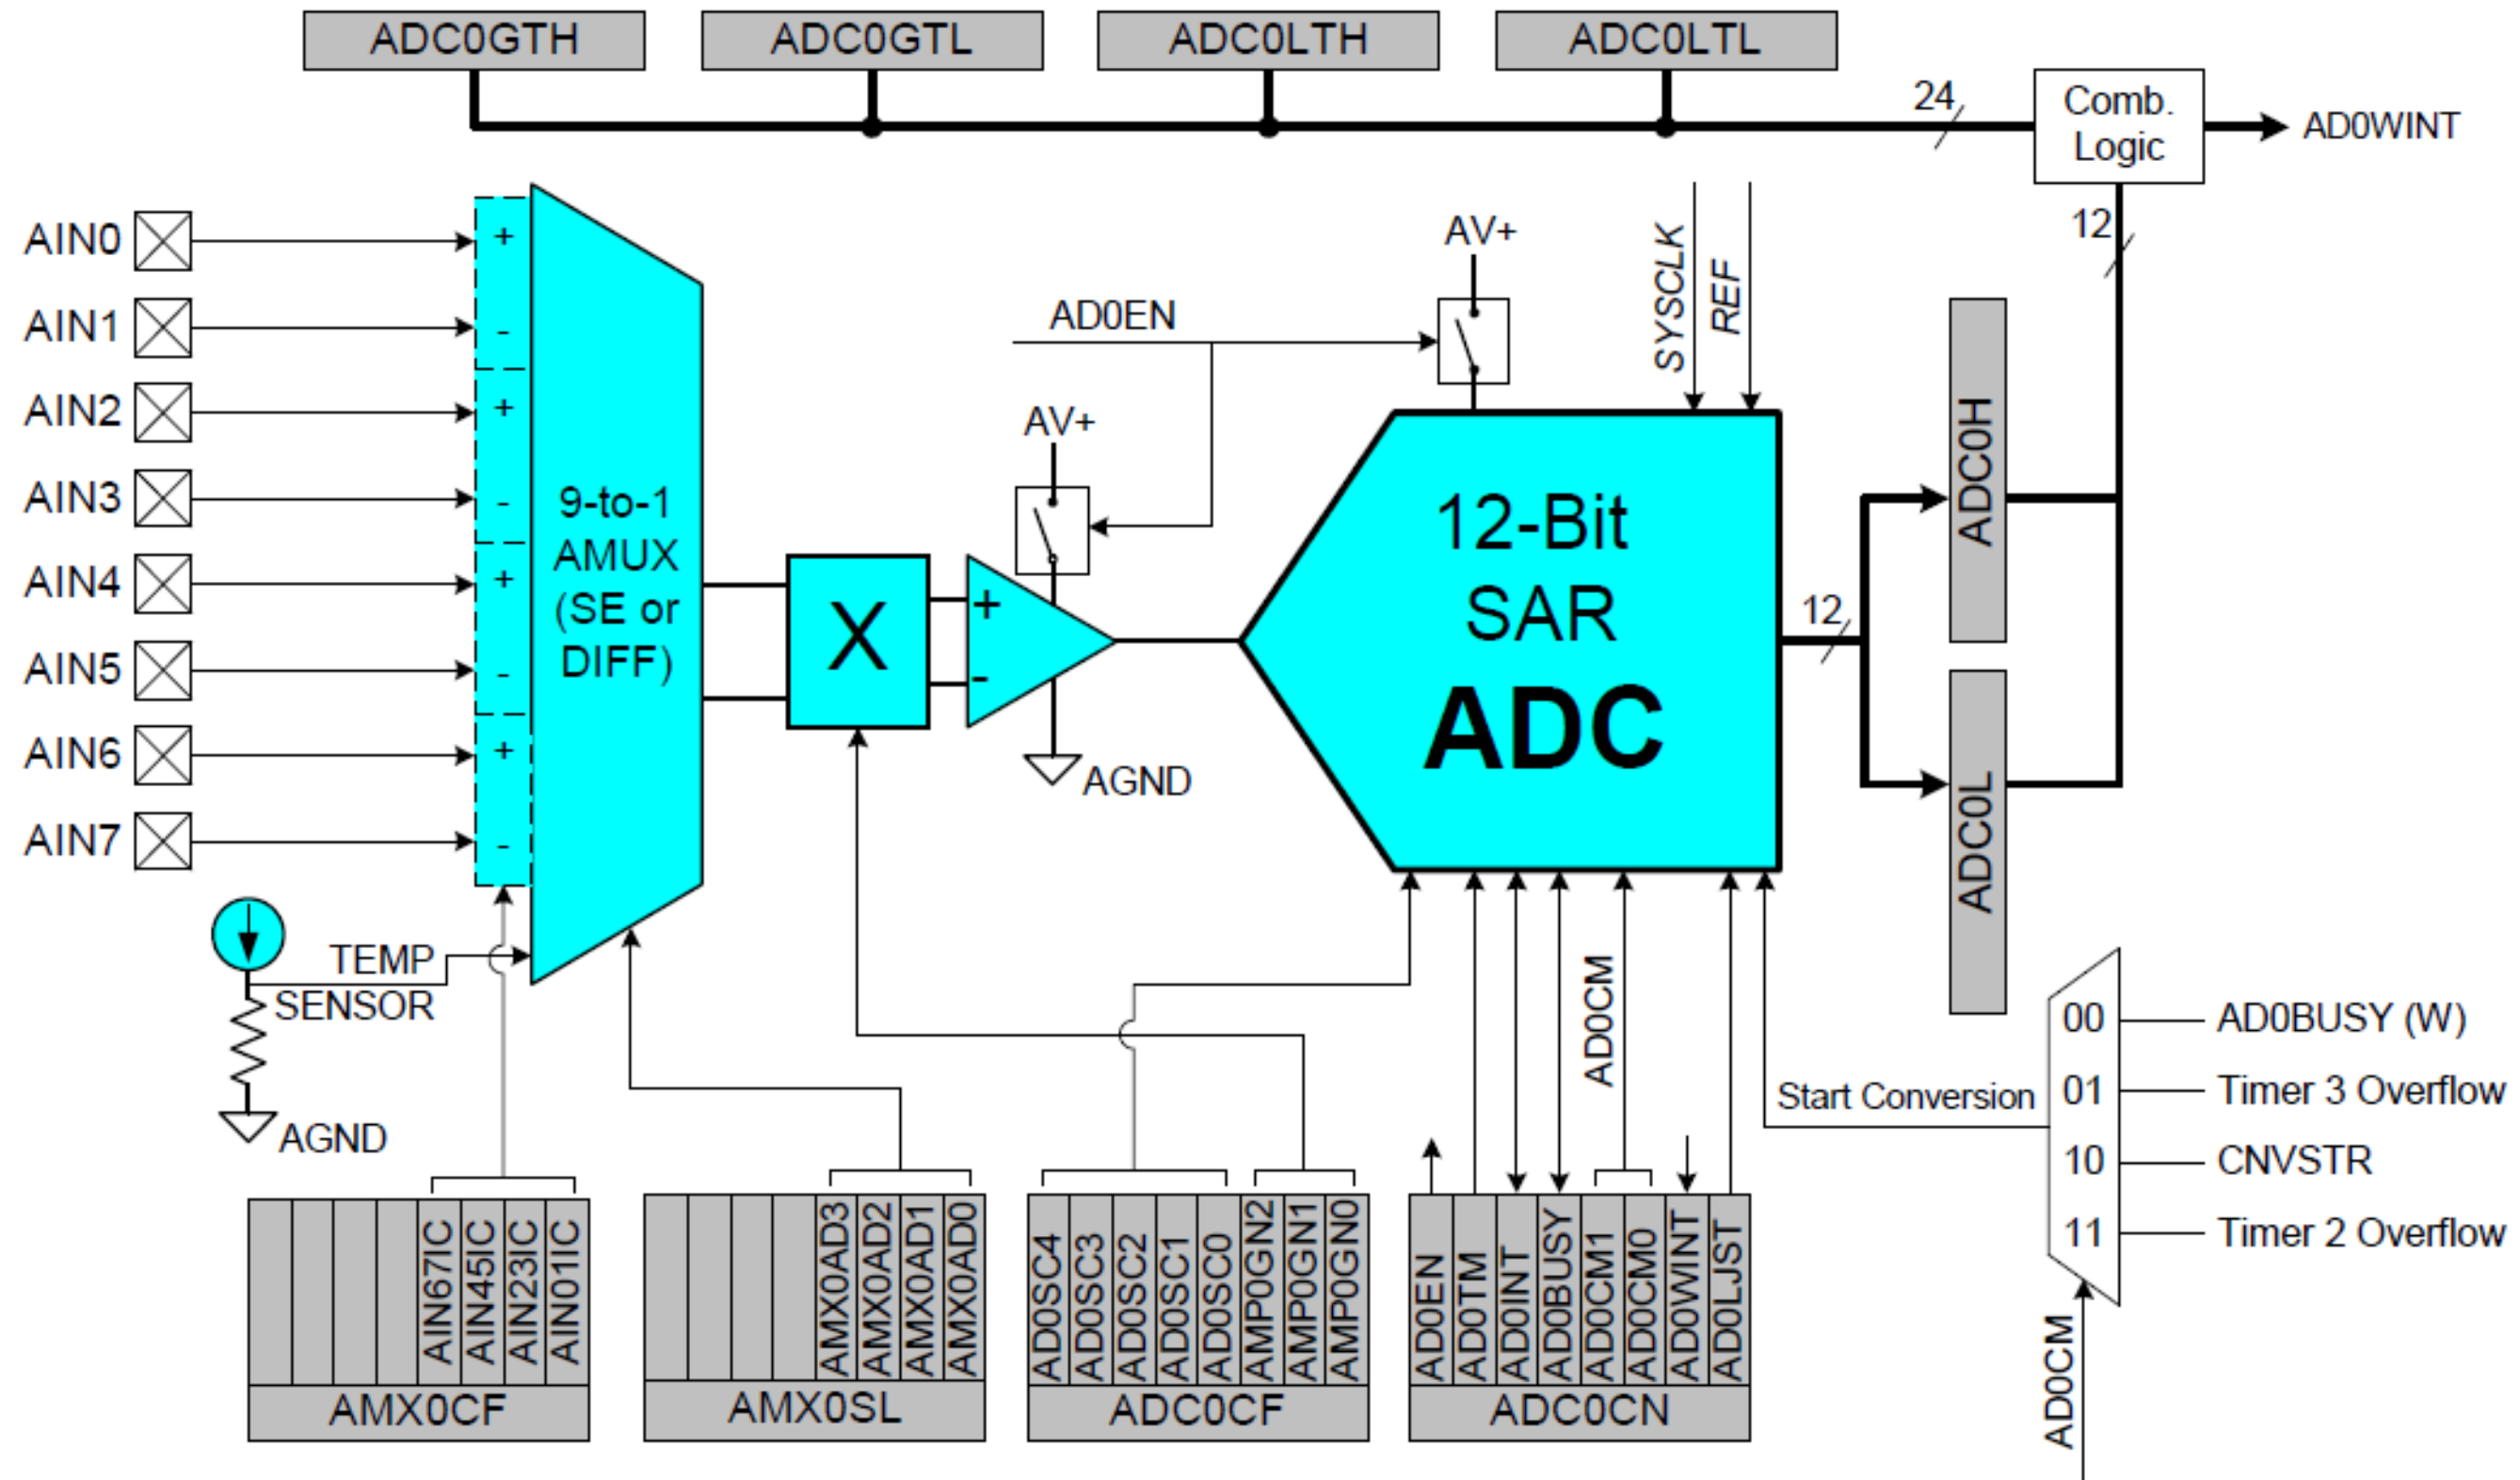 ADC0GTH
ADC0GTL
ADC0LTH
ADC0LTL
24
Comb.
Logic
AD0WINT
12
AIN0
+
AIN1
-
AIN2
+
AIN3
-
AIN4
+
AIN5
-
AIN6
+
AIN7
-
9-to-1
AMUX
(SE or
DIFF)
TEMP
SENSOR
AGND
X
+
-
AV+
AGND
AD0EN
AV+
SYSCLK
REF
12-Bit
SAR
ADC
12
ADC0H
ADC0L
AD0CM
Start Conversion
00
AD0BUSY (W)
01
Timer 3 Overflow
10
CNVSTR
11
Timer 2 Overflow
AD0CM
AIN67IC
AIN45IC
AIN23IC
AIN01IC
AMX0CF
AMX0AD3
AMX0AD2
AMX0AD1
AMX0AD0
AMX0SL
AD0SC4
AD0SC3
AD0SC2
AD0SC1
AD0SC0
AMP0GN2
AMP0GN1
AMP0GN0
ADC0CF
AD0EN
AD0TM
AD0INT
AD0BUSY
AD0CM1
AD0CM0
AD0WINT
AD0LJST
ADC0CN